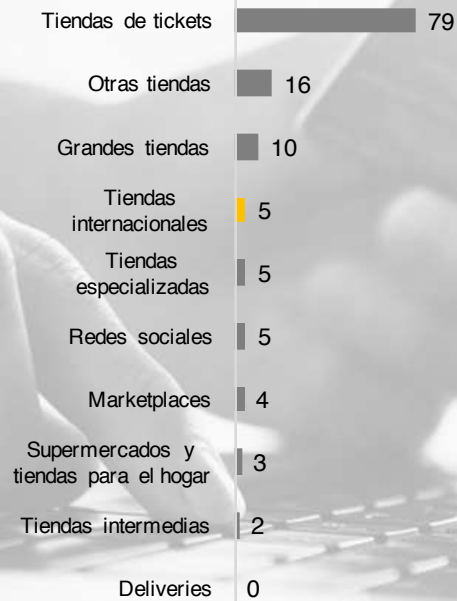 Tiendas de tickets 79
Otras tiendas 16
Grandes tiendas 10
Tiendas
internacionales 5
Tiendas
especializadas 5
Redes sociales 5
Marketplaces 4
Supermercados y
tiendas para el hogar 3
Tiendas intermedias 2
Deliveries 0